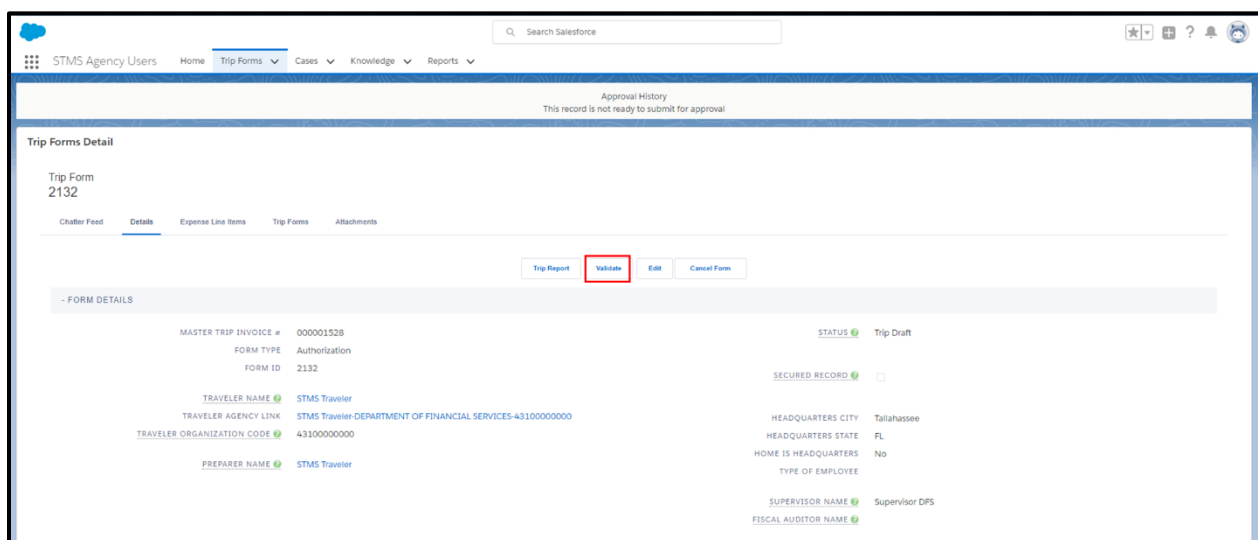 Search Salesforce
STMS Agency Users Home Trip Forms Cases Knowledge Reports
Approval History
This record is not ready to submit for approval
Trip Forms Detail
Trip Form
2132
Chatter Feed Details Expense Line Items Trip Forms Attachments
Trip Report Validate Edit Cancel Form
- FORM DETAILS
MASTER TRIP INVOICE # 000001528
STATUS Trip Draft
FORM TYPE Authorization
FORM ID 2132
SECURED RECORD
TRAVELER NAME STMS Traveler
TRAVELER AGENCY LINK STMS Traveler-DEPARTMENT OF FINANCIAL SERVICES-43100000000
HEADQUARTERS CITY Tallahassee
TRAVELER ORGANIZATION CODE 43100000000
HEADQUARTERS STATE FL
HOME IS HEADQUARTERS No
PREPARER NAME STMS Traveler
TYPE OF EMPLOYEE
SUPERVISOR NAME Supervisor DFS
FISCAL AUDITOR NAME